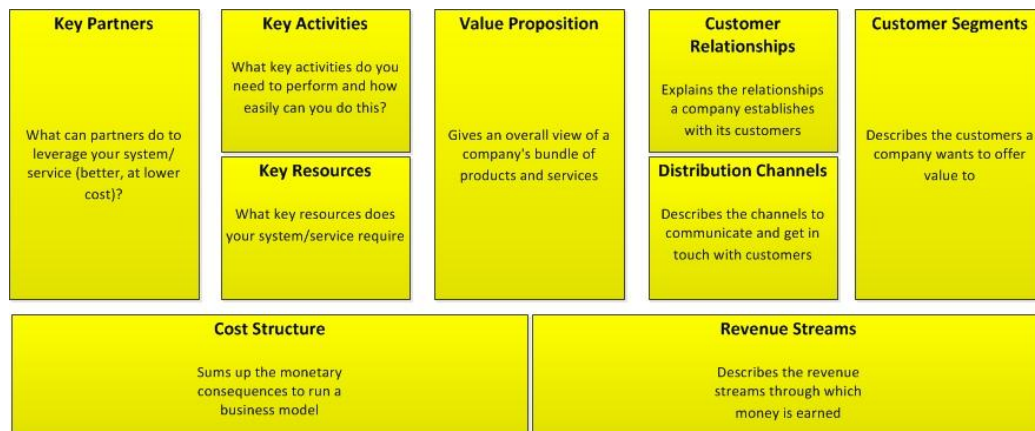 Key Partners
What can partners do to
leverage your system/
service (better, at lower
cost)?
Key Activities
What key activities do you
need to perform and how
easily can you do this?
Key Resources
What key resources does
your system/service require
Value Proposition
Gives an overall view of a
company's bundle of
products and services
Customer
Relationships
Explains the relationships
a company establishes
with its customers
Distribution Channels
Describes the channels to
communicate and get in
touch with customers
Customer Segments
Describes the customers a
company wants to offer
value to
Cost Structure
Sums up the monetary
consequences to run a
business model
Revenue Streams
Describes the revenue
streams through which
money is earned